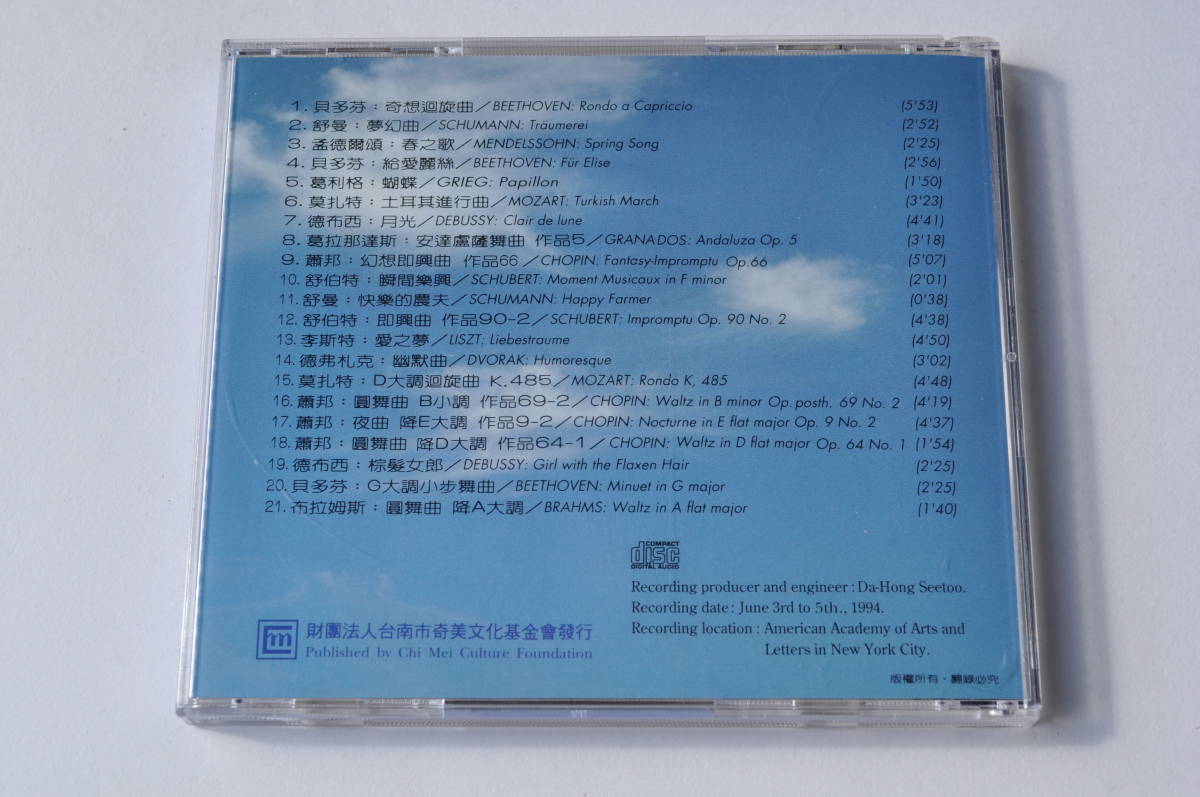 1. 貝多芬：奇想迴旋曲／BEETHOVEN: Rondo a Capriccio (5'53)
2. 舒曼：夢幻曲／SCHUMANN: Träumerei (2'52)
3. 孟德爾頌：春之歌／MENDELSSOHN: Spring Song (2'25)
4. 貝多芬：給愛麗絲／BEETHOVEN: Für Elise (2'56)
5. 葛利格：蝴蝶／GRIEG: Papillon (1'50)
6. 莫扎特：土耳其進行曲／MOZART: Turkish March (3'23)
7. 德布西：月光／DEBUSSY: Clair de lune (4'41)
8. 葛拉那達斯：安達盧薩舞曲 作品5／GRANADOS: Andaluza Op. 5 (3'18)
9. 蕭邦：幻想即興曲 作品66／CHOPIN: Fantasy-Impromptu Op.66 (5'07)
10. 舒伯特：瞬間樂興／SCHUBERT: Moment Musicaux in F minor (2'01)
11. 舒曼：快樂的農夫／SCHUMANN: Happy Farmer (0'38)
12. 舒伯特：即興曲 作品90-2／SCHUBERT: Impromptu Op. 90 No. 2 (4'38)
13. 李斯特：愛之夢／LISZT: Liebestraume (4'50)
14. 德弗札克：幽默曲／DVORAK: Humoresque (3'02)
15. 莫扎特：D大調迴旋曲 K.485／MOZART: Rondo K, 485 (4'48)
16. 蕭邦：圓舞曲 B小調 作品69-2／CHOPIN: Waltz in B minor Op. posth. 69 No. 2 (4'19)
17. 蕭邦：夜曲 降E大調 作品9-2／CHOPIN: Nocturne in E flat major Op. 9 No. 2 (4'37)
18. 蕭邦：圓舞曲 降D大調 作品64-1／CHOPIN: Waltz in D flat major Op. 64 No. 1 (1'54)
19. 德布西：棕髮女郎／DEBUSSY: Girl with the Flaxen Hair (2'25)
20. 貝多芬：G大調小步舞曲／BEETHOVEN: Minuet in G major (2'25)
21. 布拉姆斯：圓舞曲 降A大調／BRAHMS: Waltz in A flat major (1'40)
COMPACT
disc
DIGITAL AUDIO
Recording producer and engineer : Da-Hong Seetoo.
Recording date : June 3rd to 5th., 1994.
Recording location : American Academy of Arts and
Letters in New York City.
m
財團法人台南市奇美文化基金會發行
Published by Chi Mei Culture Foundation
版權所有・翻錄必究